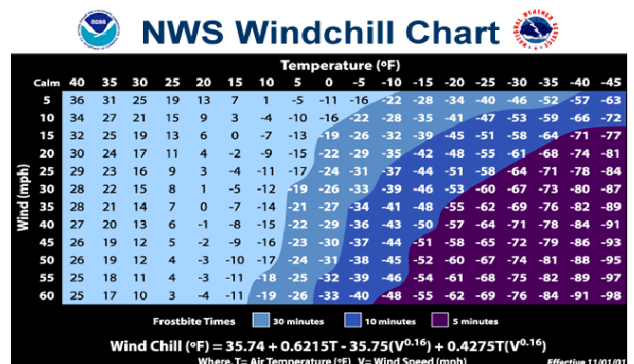 NWS Windchill Chart
Temperature (ºF)
Calm 40 35 30 25 20 15 10 5 0 -5 -10 -15 -20 -25 -30 -35 -40 -45
5 36 31 25 19 13 7 1 -5 -11 -16 -22 -28 -34 -40 -46 -52 -57 -63
10 34 27 21 15 9 3 -4 -10 -16 -22 -28 -35 -41 -47 -53 -59 -66 -72
15 32 25 19 13 6 0 -7 -13 -19 -26 -32 -39 -45 -51 -58 -64 -71 -77
20 30 24 17 11 4 -2 -9 -15 -22 -29 -35 -42 -48 -55 -61 -68 -74 -81
25 29 23 16 9 3 -4 -11 -17 -24 -31 -37 -44 -51 -58 -64 -71 -78 -84
30 28 22 15 8 1 -5 -12 -19 -26 -33 -39 -46 -53 -60 -67 -73 -80 -87
35 28 21 14 7 0 -7 -14 -21 -27 -34 -41 -48 -55 -62 -69 -76 -82 -89
40 27 20 13 6 -1 -8 -15 -22 -29 -36 -43 -50 -57 -64 -71 -78 -84 -91
45 26 19 12 5 -2 -9 -16 -23 -30 -37 -44 -51 -58 -65 -72 -79 -86 -93
50 26 19 12 4 -3 -10 -17 -24 -31 -38 -45 -52 -60 -67 -74 -81 -88 -95
55 25 18 11 4 -3 -11 -18 -25 -32 -39 -46 -54 -61 -68 -75 -82 -89 -97
60 25 17 10 3 -4 -11 -19 -26 -33 -40 -48 -55 -62 -69 -76 -84 -91 -98
Wind (mph)
Frostbite Times 30 minutes 10 minutes 5 minutes
Wind Chill (ºF) = 35.74 + 0.6215T - 35.75(V^0.16) + 0.4275T(V^0.16)
Where, T= Air Temperature (ºF) V= Wind Speed (mph) Effective 11/01/01